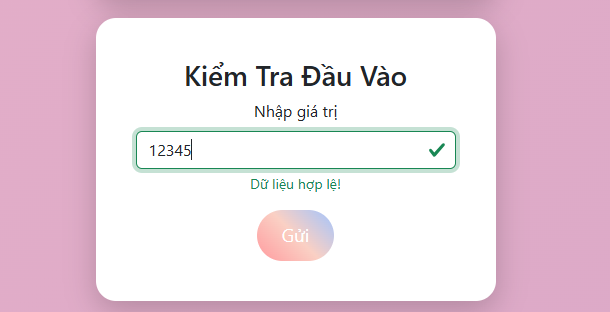 Kiểm Tra Đầu Vào
Nhập giá trị
12345
Dữ liệu hợp lệ!
Gửi